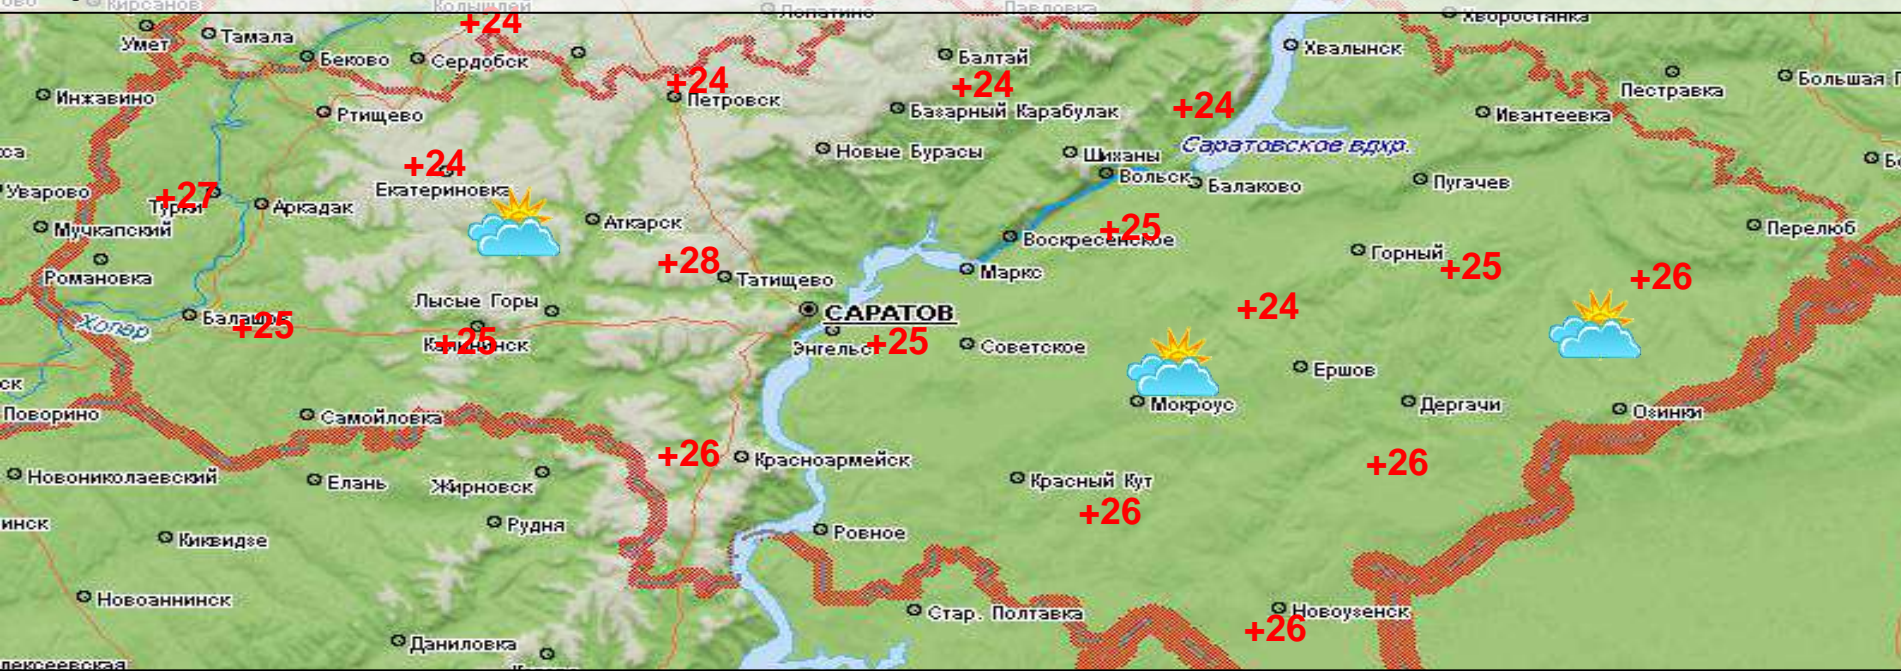 Кирсанов
Колышлей
Лопатино
Павловка
Хворостянка
+24
Умет
Тамала
Беково
Сердобск
Балтай
Хвалынск
Пестравка
Инжавино
Ртищево
+24
Петровск
+24
Базарный Карабулак
+24
Ивантеевка
Саратовское вдхр.
+24
Екатериновка
Новые Бурасы
Шиханы
Вольск
Балаково
Пугачев
Уварово
+27
Турки
Аркадак
Мучкапский
Аткарск
+25
Воскресенское
Перелюб
Романовка
+28
Татищево
Маркс
Горный
+25
+26
Лысые Горы
САРАТОВ
+24
Хопер
Балашов
+25
Калининск
+25
Энгельс
+25
Советское
Ершов
Поворино
Самойловка
Мокроус
Дергачи
Озинки
Новониколаевский
Елань
Жирновск
+26
Красноармейск
Красный Кут
+26
+26
Рудня
Киквидзе
Ровное
Новоаннинск
Стар. Полтавка
Новоузенск
+26
Даниловка